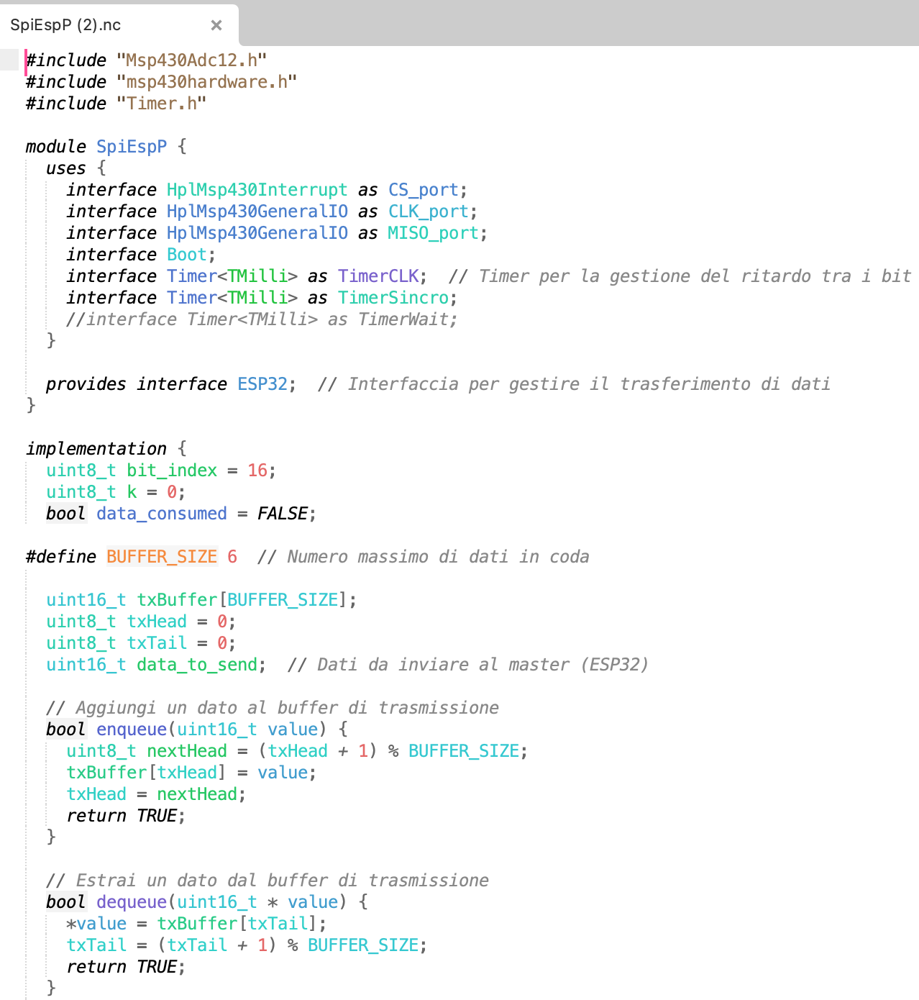 SpiEspP (2).nc ×
#include "Msp430Adc12.h"
#include "msp430hardware.h"
#include "Timer.h"
module SpiEspP {
uses {
interface HplMsp430Interrupt as CS_port;
interface HplMsp430GeneralIO as CLK_port;
interface HplMsp430GeneralIO as MISO_port;
interface Boot;
interface Timer<TMilli> as TimerCLK; // Timer per la gestione del ritardo tra i bit
interface Timer<TMilli> as TimerSincro;
//interface Timer<TMilli> as TimerWait;
}
provides interface ESP32; // Interfaccia per gestire il trasferimento di dati
}
implementation {
uint8_t bit_index = 16;
uint8_t k = 0;
bool data_consumed = FALSE;
#define BUFFER_SIZE 6 // Numero massimo di dati in coda
uint16_t txBuffer[BUFFER_SIZE];
uint8_t txHead = 0;
uint8_t txTail = 0;
uint16_t data_to_send; // Dati da inviare al master (ESP32)
// Aggiungi un dato al buffer di trasmissione
bool enqueue(uint16_t value) {
uint8_t nextHead = (txHead + 1) % BUFFER_SIZE;
txBuffer[txHead] = value;
txHead = nextHead;
return TRUE;
}
// Estrai un dato dal buffer di trasmissione
bool dequeue(uint16_t * value) {
*value = txBuffer[txTail];
txTail = (txTail + 1) % BUFFER_SIZE;
return TRUE;
}